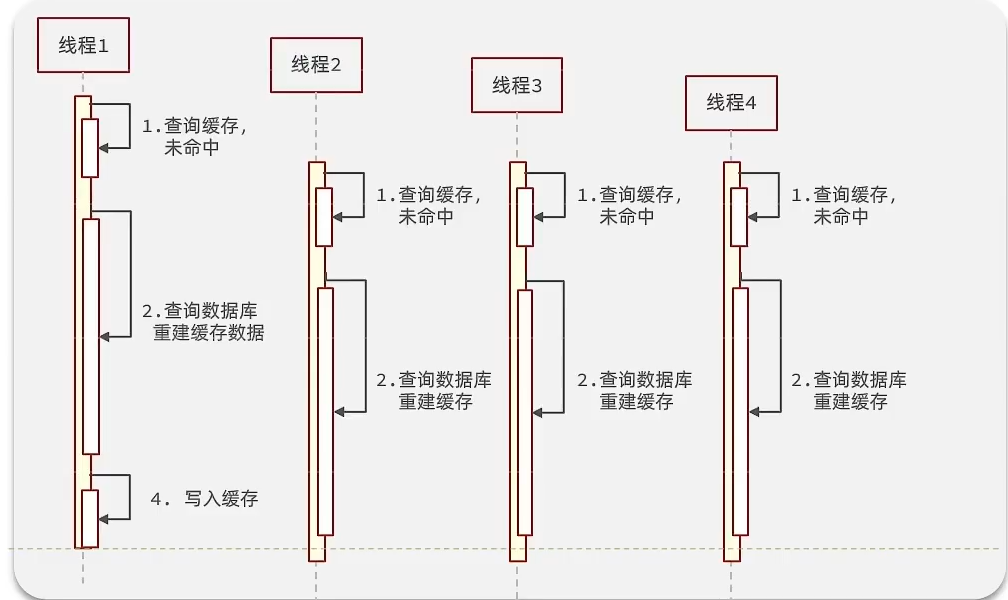 线程1
线程2
线程3
线程4
1.查询缓存,
未命中
2.查询数据库
重建缓存数据
4. 写入缓存
1.查询缓存,
未命中
2.查询数据库
重建缓存
1.查询缓存,
未命中
2.查询数据库
重建缓存
1.查询缓存,
未命中
2.查询数据库
重建缓存